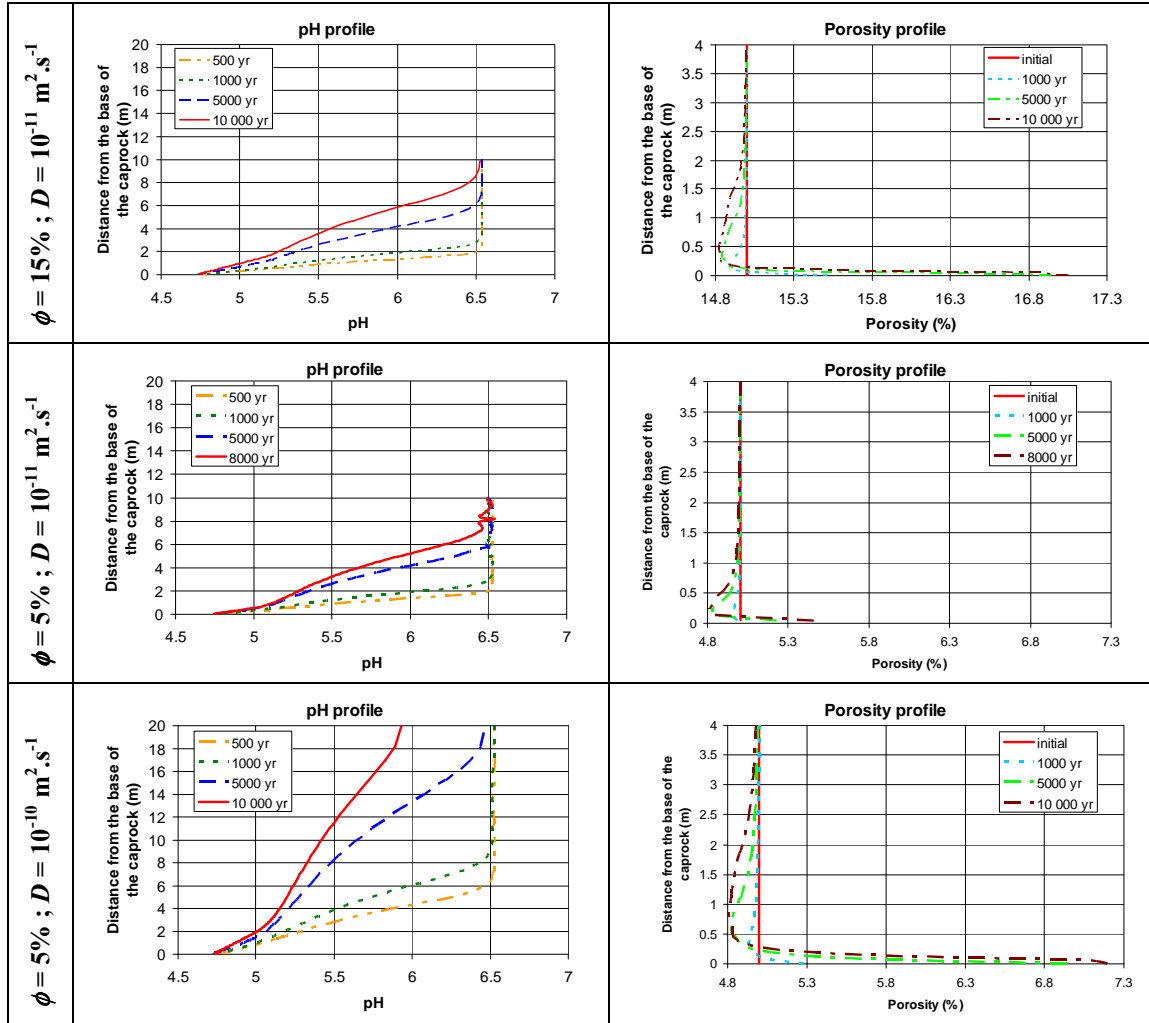 ϕ = 15% ; D = 10⁻¹¹ m².s⁻¹
pH profile
Distance from the base of
the caprock (m)
20
18
16
14
12
10
8
6
4
2
0
500 yr
1000 yr
5000 yr
10 000 yr
4.5 5 5.5 6 6.5 7
pH
Porosity profile
Distance from the base of
the caprock (m)
4
3.5
3
2.5
2
1.5
1
0.5
0
initial
1000 yr
5000 yr
10 000 yr
14.8 15.3 15.8 16.3 16.8 17.3
Porosity (%)
ϕ = 5% ; D = 10⁻¹¹ m².s⁻¹
pH profile
Distance from the base of
the caprock (m)
20
18
16
14
12
10
8
6
4
2
0
500 yr
1000 yr
5000 yr
8000 yr
4.5 5 5.5 6 6.5 7
pH
Porosity profile
Distance from the base of the
caprock (m)
4
3.5
3
2.5
2
1.5
1
0.5
0
initial
1000 yr
5000 yr
8000 yr
4.8 5.3 5.8 6.3 6.8 7.3
Porosity (%)
ϕ = 5% ; D = 10⁻¹⁰ m².s⁻¹
pH profile
Distance from the base of
the caprock (m)
20
18
16
14
12
10
8
6
4
2
0
500 yr
1000 yr
5000 yr
10 000 yr
4.5 5 5.5 6 6.5 7
pH
Porosity profile
Distance from the base of the
caprock (m)
4
3.5
3
2.5
2
1.5
1
0.5
0
initial
1000 yr
5000 yr
10 000 yr
4.8 5.3 5.8 6.3 6.8 7.3
Porosity (%)